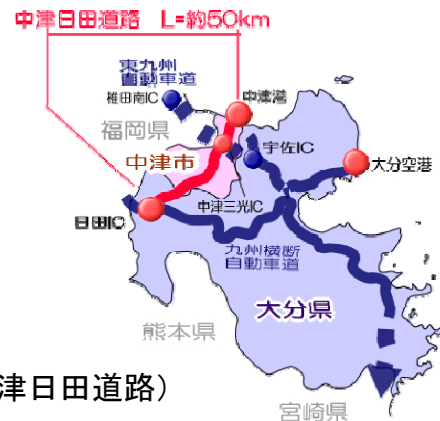 中津日田道路 L=約50km
東九州
自動車道
椎田南IC
中津港
福岡県
宇佐IC
中津市
大分空港
中津三光IC
日田IC
九州横断
自動車道
大分県
熊本県
津日田道路）
宮崎県